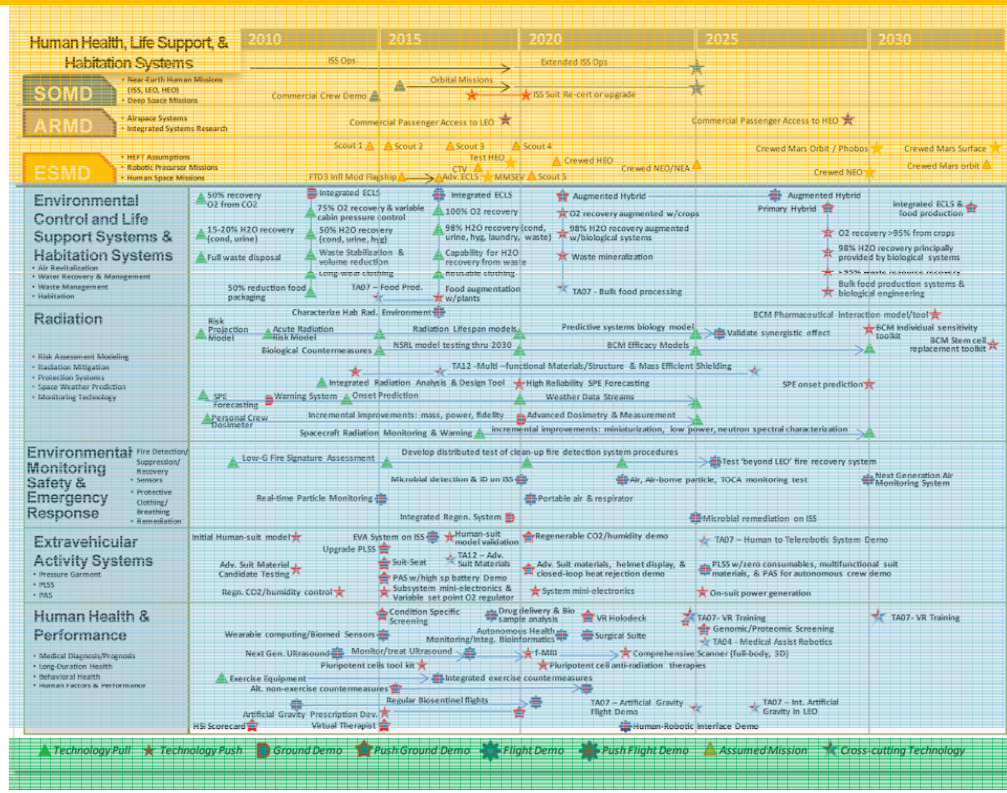 Human Health, Life Support, &
Habitation Systems
2010
2015
2020
2025
2030
ISS Ops
Extended ISS Ops
SOMD
• Near-Earth Human Missions
(ISS, LEO, HEO)
• Deep Space Missions
Orbital Missions
Commercial Crew Demo
ISS Suit Re-cert or upgrade
ARMD
• Airspace Systems
• Integrated Systems Research
Commercial Passenger Access to LEO
Commercial Passenger Access to HEO
ESMD
• HEFT Assumptions
• Robotic Precursor Missions
• Human Space Missions
Scout 1
Scout 2
Scout 3
Scout 4
Test HEO
CTV
Crewed HEO
Crewed NEO/NEA
Crewed Mars Orbit / Phobos
Crewed Mars Surface
Crewed Mars orbit
Crewed NEO
FTD3 Infl Mod Flagship
Adv. ECLS
MMSEV
Scout 5
Environmental
Control and Life
Support Systems &
Habitation Systems
• Air Revitalization
• Water Recovery & Management
• Waste Management
• Habitation
50% recovery
O2 from CO2
Integrated ECLS
Integrated ECLS
Augmented Hybrid
Augmented Hybrid
75% O2 recovery & variable
cabin pressure control
100% O2 recovery
O2 recovery augmented w/crops
Primary Hybrid
Integrated ECLS &
food production
15-20% H2O recovery
(cond, urine)
50% H2O recovery
(cond, urine, hyg)
98% H2O recovery (cond,
urine, hyg, laundry, waste)
98% H2O recovery augmented
w/biological systems
O2 recovery >95% from crops
98% H2O recovery principally
provided by biological systems
Full waste disposal
Waste Stabilization &
volume reduction
Capability for H2O
recovery from waste
Waste mineralization
Long-wear clothing
Reusable clothing
>95% waste resource recovery
50% reduction food
packaging
TA07 – Food Prod.
Food augmentation
w/plants
TA07 - Bulk food processing
Bulk food production systems &
biological engineering
Radiation
• Risk Assessment Modeling
• Radiation Mitigation
• Protection Systems
• Space Weather Prediction
• Monitoring Technology
Characterize Hab Rad. Environment
BCM Pharmaceutical Interaction model/tool
Risk
Projection
Model
Acute Radiation
Risk Model
Radiation Lifespan models
Predictive systems biology model
Validate synergistic effect
BCM individual sensitivity
toolkit
BCM Stem cell
replacement toolkit
Biological Countermeasures
NSRL model testing thru 2030
BCM Efficacy Models
TA12 -Multi –functional Materials/Structure & Mass Efficient Shielding
Integrated Radiation Analysis & Design Tool
High Reliability SPE Forecasting
SPE onset prediction
SPE
Forecasting
Warning System
Onset Prediction
Weather Data Streams
Personal Crew
Dosimeter
Incremental improvements: mass, power, fidelity
Advanced Dosimetry & Measurement
Spacecraft Radiation Monitoring & Warning
Incremental improvements: miniaturization, low power, neutron spectral characterization
Environmental
Monitoring
Safety &
Emergency
Response
• Fire Detection/
Suppression/
Recovery
• Sensors
• Protective
Clothing/
Breathing
• Remediation
Low-G Fire Signature Assessment
Develop distributed test of clean-up fire detection system procedures
Test 'beyond LEO' fire recovery system
Microbial detection & ID on ISS
Air, Air-borne particle, TOCA monitoring test
Next Generation Air
Monitoring System
Real-time Particle Monitoring
Portable air & respirator
Integrated Regen. System
Microbial remediation on ISS
Extravehicular
Activity Systems
• Pressure Garment
• PLSS
• PAS
Initial Human-suit model
EVA System on ISS
Human-suit
model validation
Regenerable CO2/humidity demo
TA07 – Human to Telerobotic System Demo
Upgrade PLSS
Adv. Suit Material
Candidate Testing
Suit-Seat
TA12 – Adv.
Suit Materials
Adv. Suit materials, helmet display, &
closed-loop heat rejection demo
PLSS w/zero consumables, multifunctional suit
materials, & PAS for autonomous crew demo
PAS w/high sp battery Demo
Regn. CO2/humidity control
Subsystem mini-electronics &
Variable set point O2 regulator
System mini-electronics
On-suit power generation
Human Health &
Performance
• Medical Diagnosis/Prognosis
• Long-Duration Health
• Behavioral Health
• Human Factors & Performance
Condition Specific
Screening
Drug delivery & Bio
sample analysis
VR Holodeck
TA07- VR Training
TA07- VR Training
Wearable computing/Biomed Sensors
Autonomous Health
Monitoring/Integ. Bioinformatics
Surgical Suite
Genomic/Proteomic Screening
TA04 - Medical Assist Robotics
Next Gen. Ultrasound
Monitor/treat Ultrasound
f-MRI
Comprehensive Scanner (full-body, 3D)
Pluripotent cells tool kit
Pluripotent cell anti-radiation therapies
Exercise Equipment
Integrated exercise countermeasures
Alt. non-exercise countermeasures
Regular Biosentinel flights
Artificial Gravity Prescription Dev.
TA07 – Artificial Gravity
Flight Demo
TA07 - Int. Artificial
Gravity in LEO
HSI Scorecard
Virtual Therapist
Human-Robotic Interface Demo
Technology Pull
Technology Push
Ground Demo
Push Ground Demo
Flight Demo
Push Flight Demo
Assumed Mission
Cross-cutting Technology